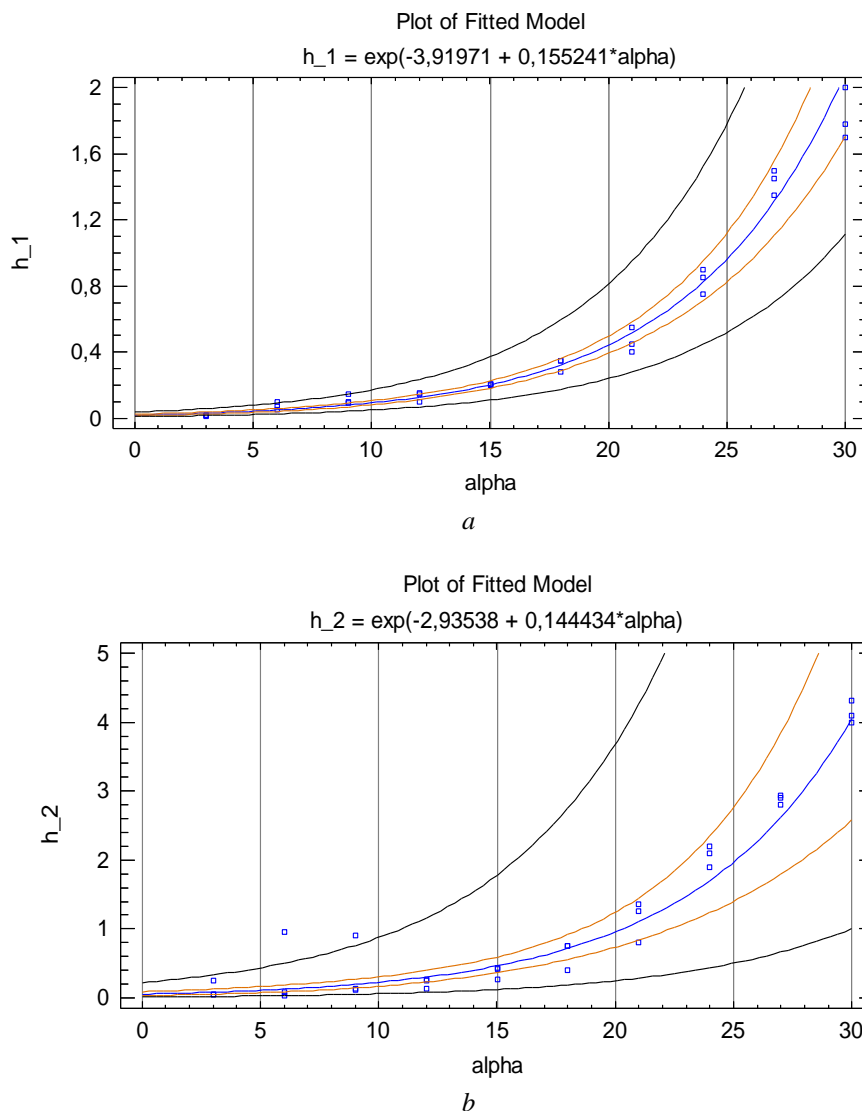 Plot of Fitted Model
h_1 = exp(-3,91971 + 0,155241*alpha)
2
1,6
1,2
0,8
0,4
0
h_1
0 5 10 15 20 25 30
alpha
a
Plot of Fitted Model
h_2 = exp(-2,93538 + 0,144434*alpha)
5
4
3
2
1
0
h_2
0 5 10 15 20 25 30
alpha
b